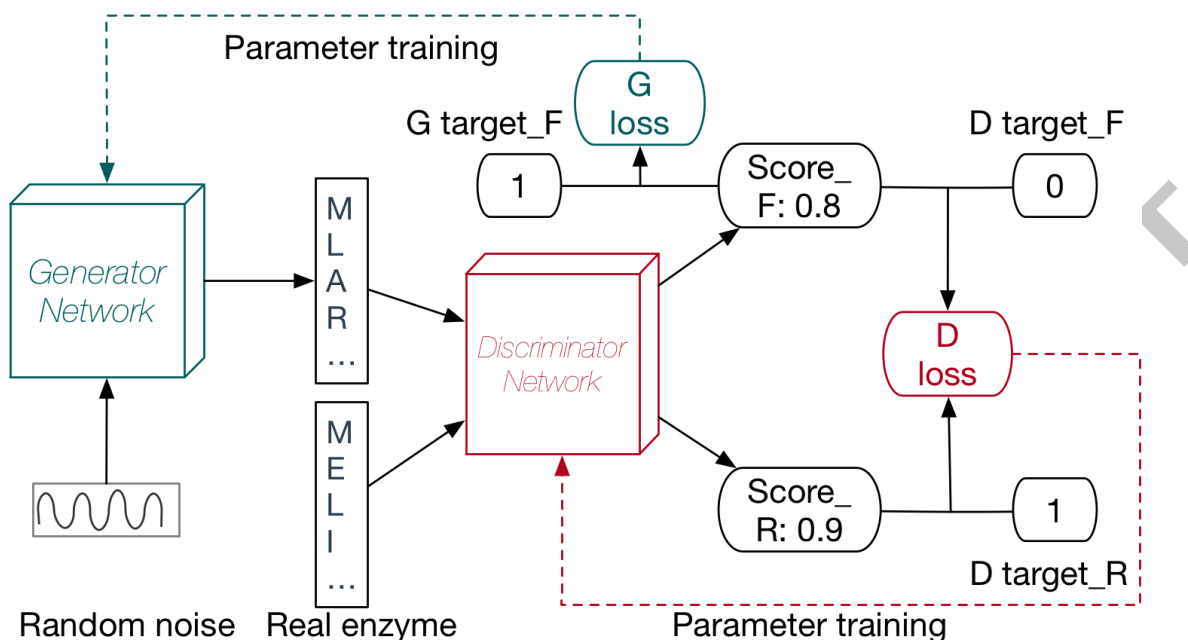 Parameter training
G
loss
G target_F
D target_F
1
Score_
F: 0.8
0
M
L
A
R
...
Generator
Network
Discriminator
Network
D
loss
M
E
L
I
...
Score_
R: 0.9
1
D target_R
Random noise
Real enzyme
Parameter training